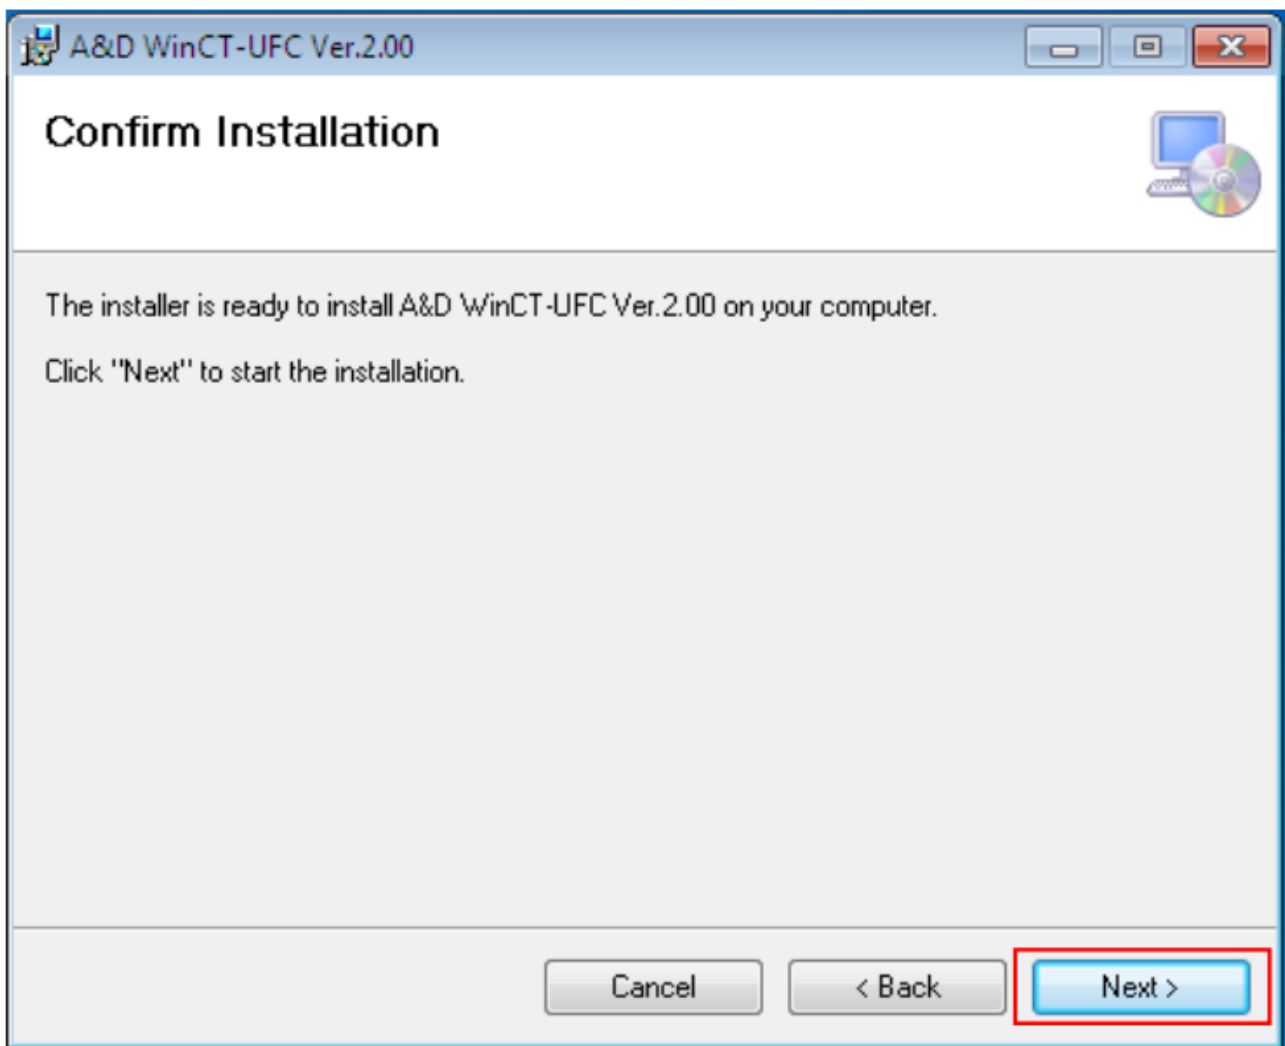 A&D WinCT-UFC Ver.2.00
Confirm Installation
The installer is ready to install A&D WinCT-UFC Ver.2.00 on your computer.
Click "Next" to start the installation.
Cancel
< Back
Next >